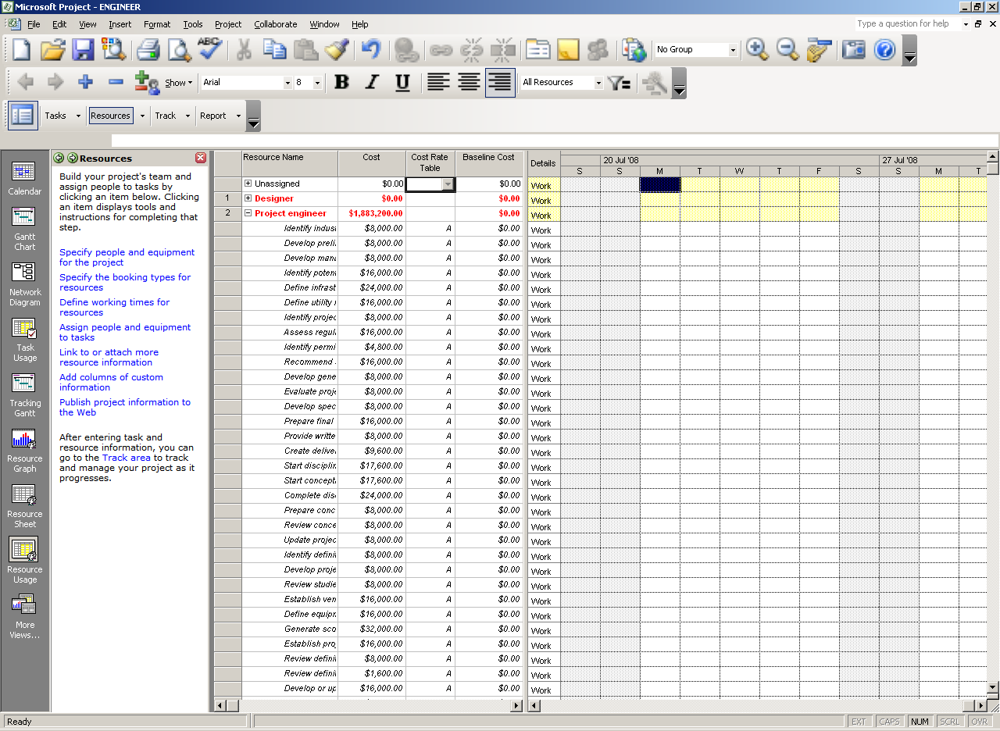 Microsoft Project - ENGINEER
File Edit View Insert Format Tools Project Collaborate Window Help
Type a question for help
ABC
No Group
Show
Arial
8
B I U
All Resources
Tasks Resources Track Report
Calendar
Gantt
Chart
Network
Diagram
Task
Usage
Tracking
Gantt
Resource
Graph
Resource
Sheet
Resource
Usage
More
Views...
Resources
Build your project's team and
assign people to tasks by
clicking an item below. Clicking
an item displays tools and
instructions for completing that
step.
Specify people and equipment
for the project
Specify the booking types for
resources
Define working times for
resources
Assign people and equipment
to tasks
Link to or attach more
resource information
Add columns of custom
information
Publish project information to
the Web
After entering task and
resource information, you can
go to the Track area to track
and manage your project as it
progresses.
Resource Name Cost Cost Rate Table Baseline Cost Details
20 Jul '08 27 Jul '08
S S M T W T F S S M T
Unassigned $0.00 $0.00 Work
1 Designer $0.00 $0.00 Work
2 Project engineer $1,883,200.00 $0.00 Work
Identify indus $8,000.00 A $0.00 Work
Develop preli $8,000.00 A $0.00 Work
Develop mana $8,000.00 A $0.00 Work
Identify poten $16,000.00 A $0.00 Work
Define infrast $24,000.00 A $0.00 Work
Define utility $16,000.00 A $0.00 Work
Identify projec $8,000.00 A $0.00 Work
Assess regul $16,000.00 A $0.00 Work
Identify permi $4,800.00 A $0.00 Work
Recommend $16,000.00 A $0.00 Work
Develop gene $8,000.00 A $0.00 Work
Evaluate proj $8,000.00 A $0.00 Work
Develop spec $8,000.00 A $0.00 Work
Prepare final $16,000.00 A $0.00 Work
Provide writte $8,000.00 A $0.00 Work
Create delive $9,600.00 A $0.00 Work
Start disciplin $17,600.00 A $0.00 Work
Start concept $17,600.00 A $0.00 Work
Complete dis $24,000.00 A $0.00 Work
Prepare conc $8,000.00 A $0.00 Work
Review conce $8,000.00 A $0.00 Work
Update projec $8,000.00 A $0.00 Work
Identify defini $8,000.00 A $0.00 Work
Develop proje $8,000.00 A $0.00 Work
Review studie $8,000.00 A $0.00 Work
Establish ven $16,000.00 A $0.00 Work
Define equip $16,000.00 A $0.00 Work
Generate sco $32,000.00 A $0.00 Work
Establish pro $16,000.00 A $0.00 Work
Review defini $8,000.00 A $0.00 Work
Review defini $1,600.00 A $0.00 Work
Develop or up $16,000.00 A $0.00 Work
Ready
EXT CAPS NUM SCRL OVR